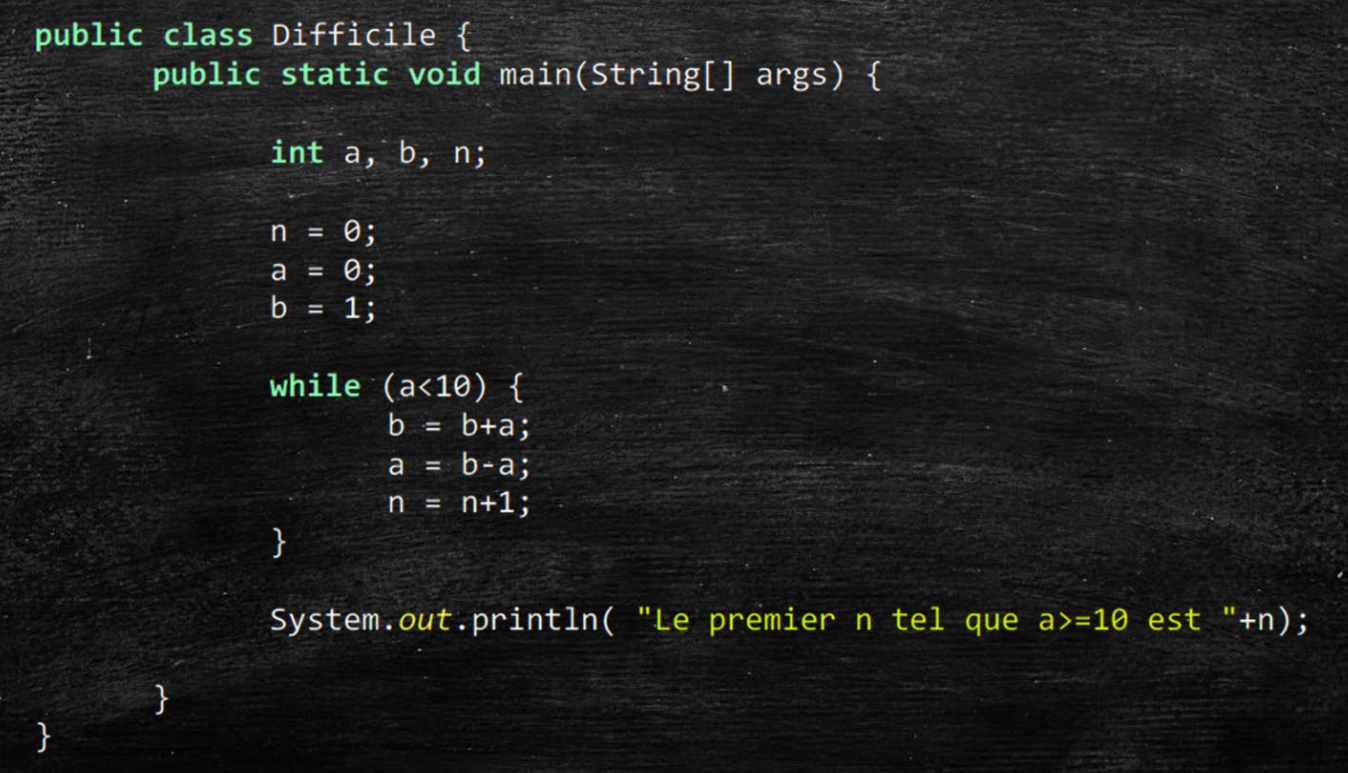 public class Difficile {
public static void main(String[] args) {
int a, b, n;
n = 0;
a = 0;
b = 1;
while (a<10) {
b = b+a;
a = b-a;
n = n+1;
}
System.out.println( "Le premier n tel que a>=10 est "+n);
}
}